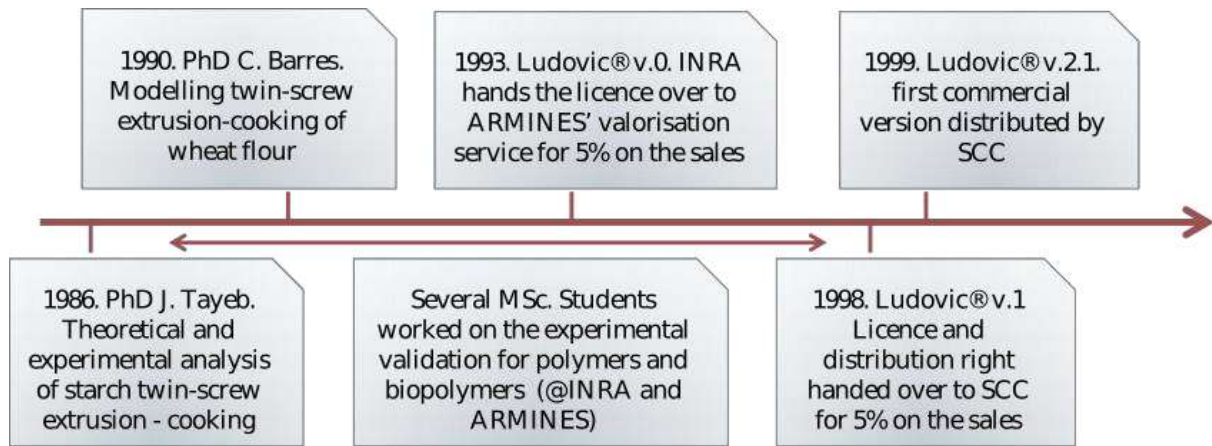 1990. PhD C. Barres.
Modelling twin-screw
extrusion-cooking of
wheat flour
1993. Ludovic® v.0. INRA
hands the licence over to
ARMINES' valorisation
service for 5% on the sales
1999. Ludovic® v.2.1.
first commercial
version distributed by
SCC
1986. PhD J. Tayeb.
Theoretical and
experimental analysis
of starch twin-screw
extrusion - cooking
Several MSc. Students
worked on the experimental
validation for polymers and
biopolymers (@INRA and
ARMINES)
1998. Ludovic® v.1
Licence and
distribution right
handed over to SCC
for 5% on the sales